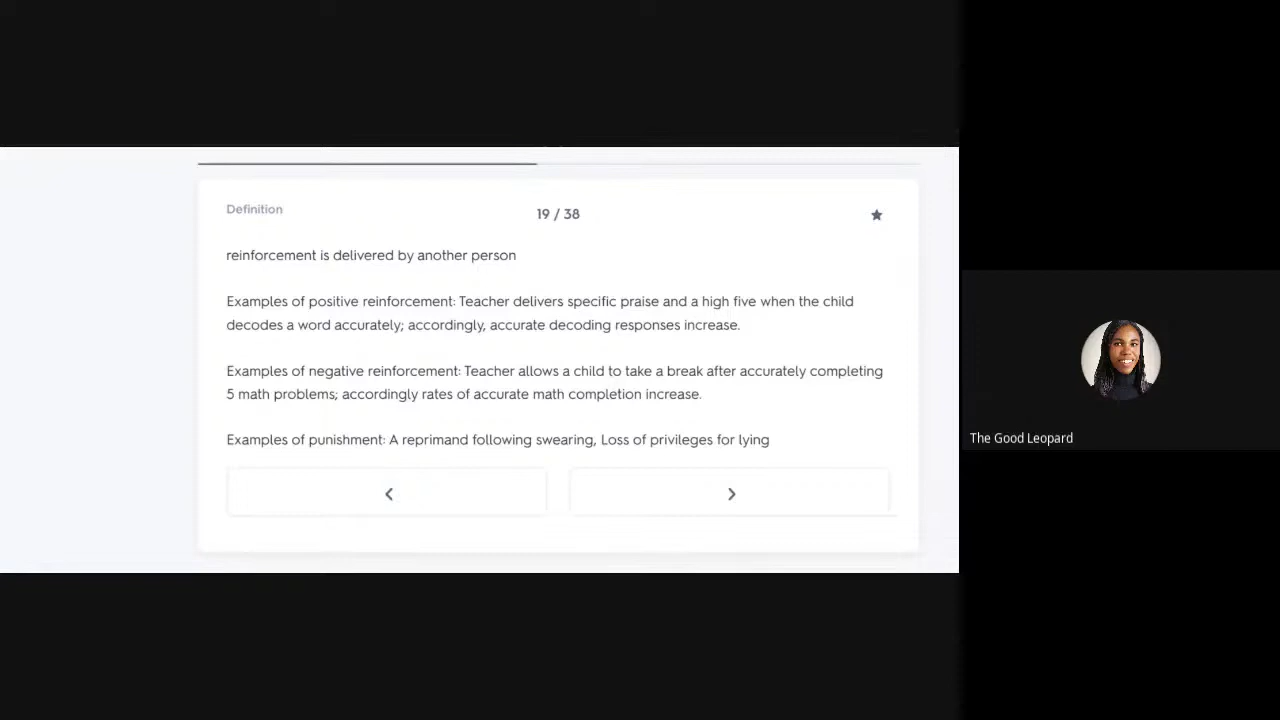 Definition
19 / 38
reinforcement is delivered by another person
Examples of positive reinforcement: Teacher delivers specific praise and a high five when the child
decodes a word accurately; accordingly, accurate decoding responses increase.
Examples of negative reinforcement: Teacher allows a child to take a break after accurately completing
5 math problems; accordingly rates of accurate math completion increase.
Examples of punishment: A reprimand following swearing, Loss of privileges for lying
The Good Leopard